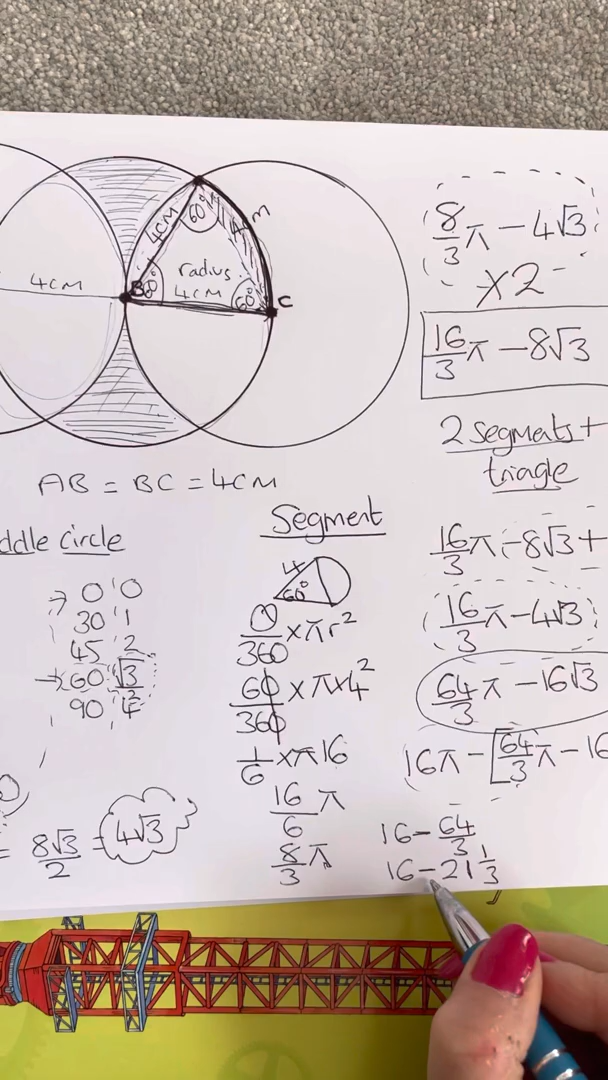 4CM
4CM
60°
4CM
60°
radius
4CM
60°
C
AB = BC = 4CM
ddle circle
→ 0 0
30 1
45 2
→ 60 √3/2
90 4
= 8√3/2 = 4√3
Segment
4
60°
θ/360 × πr²
60/360 × π×4²
1/6 × π16
16/6 π
8/3 π
8/3 π − 4√3
×2
16/3 π − 8√3
2 segments +
triagle
16/3 π − 8√3 +
16/3 π − 4√3
64/3 π − 16√3
16π − [64/3 π − 16
16 − 64/3
16 − 21 1/3